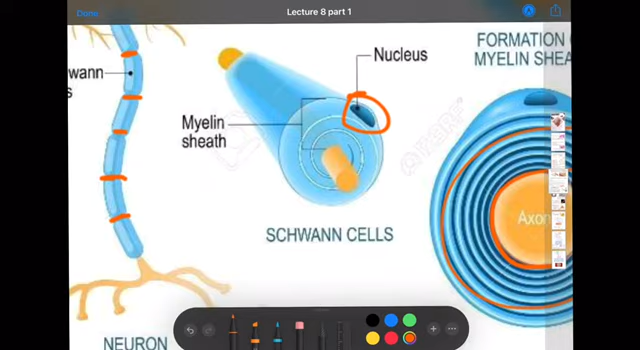 Done
Lecture 8 part 1
Nucleus
FORMATION
MYELIN SHEA
wann
Myelin
sheath
Axon
SCHWANN CELLS
NEURON